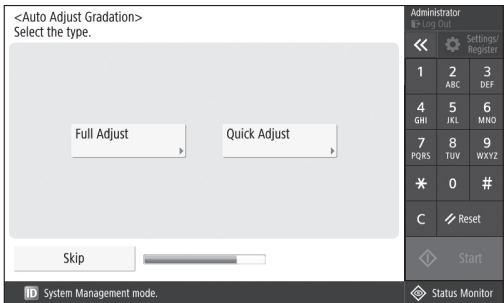 <Auto Adjust Gradation>
Select the type.
Full Adjust
Quick Adjust
Skip
ID System Management mode.
Administrator
Log Out
Settings/
Register
1
2
ABC
3
DEF
4
GHI
5
JKL
6
MNO
7
PQRS
8
TUV
9
WXYZ
*
0
#
C
Reset
Start
Status Monitor